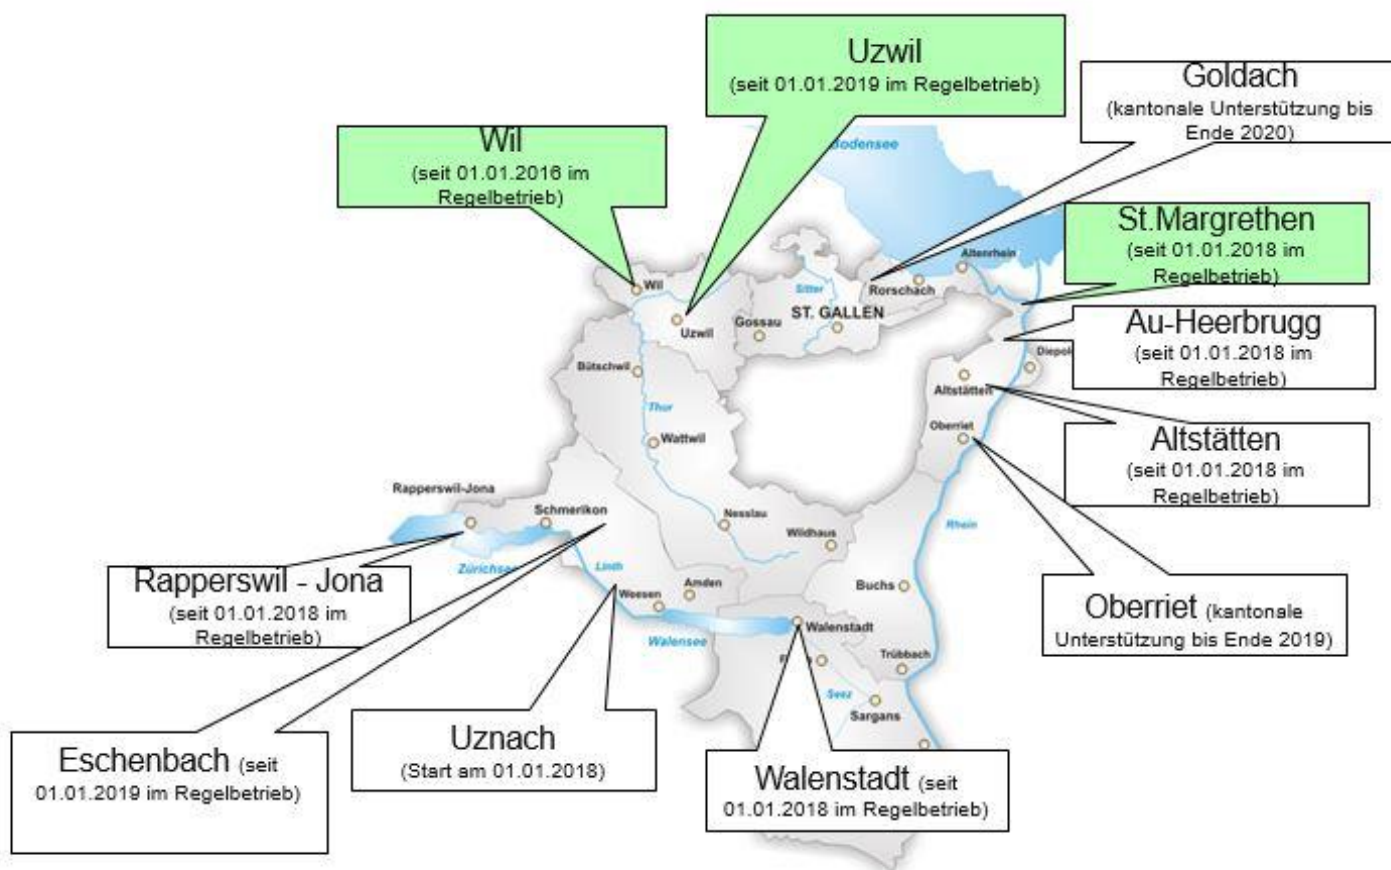 Uzwil
(seit 01.01.2019 im Regelbetrieb)
Goldach
(kantonale Unterstützung bis
Ende 2020)
Wil
(seit 01.01.2016 im
Regelbetrieb)
Bodensee
St.Margrethen
(seit 01.01.2018 im
Regelbetrieb)
Altenrhein
Wil
Sitter
Rorschach
Uzwil
Gossau
ST. GALLEN
Au-Heerbrugg
(seit 01.01.2018 im
Regelbetrieb)
Bütschwil
Altstätten
Thur
Wattwil
Oberriet
Altstätten
(seit 01.01.2018 im
Regelbetrieb)
Rapperswil-Jona
Schmerikon
Nesslau
Wildhaus
Rhein
Zürichsee
Linth
Amden
Weesen
Buchs
Rapperswil - Jona
(seit 01.01.2018 im
Regelbetrieb)
Oberriet (kantonale
Unterstützung bis Ende 2019)
Walensee
Walenstadt
Trübbach
Seez
Sargans
Eschenbach (seit
01.01.2019 im Regelbetrieb)
Uznach
(Start am 01.01.2018)
Walenstadt (seit
01.01.2018 im Regelbetrieb)